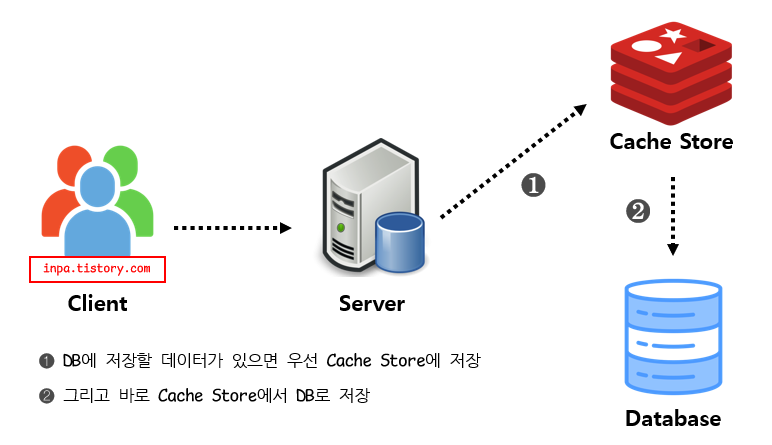 Cache Store
❶
❷
inpa.tistory.com
Client
Server
Database
❶ DB에 저장할 데이터가 있으면 우선 Cache Store에 저장
❷ 그리고 바로 Cache Store에서 DB로 저장